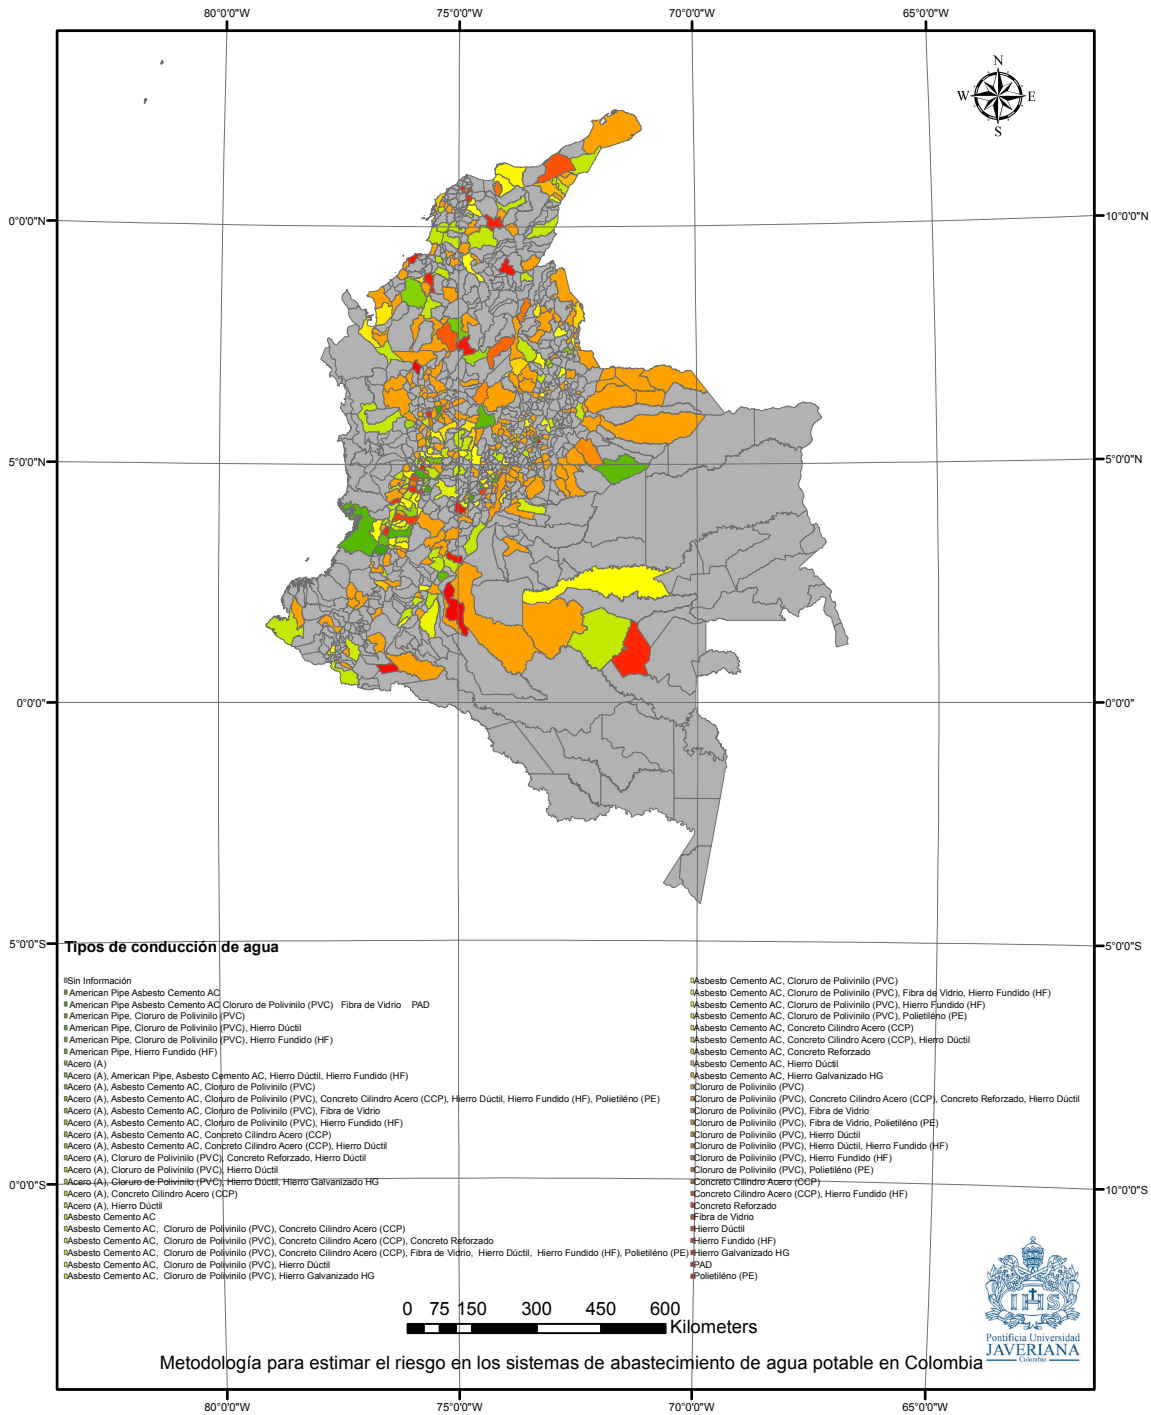 80°0'0"W 75°0'0"W 70°0'0"W 65°0'0"W
N
W E
S
0°0'0"N 10°0'0"N
5°0'0"N 5°0'0"N
0°0'0" 0°0'0"
5°0'0"S 5°0'0"S
Tipos de conducción de agua
Sin Información
American Pipe Asbesto Cemento AC
American Pipe Asbesto Cemento AC Cloruro de Polivinilo (PVC) Fibra de Vidrio PAD
American Pipe, Cloruro de Polivinilo (PVC)
American Pipe, Cloruro de Polivinilo (PVC), Hierro Dúctil
American Pipe, Cloruro de Polivinilo (PVC), Hierro Fundido (HF)
American Pipe, Hierro Fundido (HF)
Acero (A)
Acero (A), American Pipe, Asbesto Cemento AC, Hierro Dúctil, Hierro Fundido (HF)
Acero (A), Asbesto Cemento AC, Cloruro de Polivinilo (PVC)
Acero (A), Asbesto Cemento AC, Cloruro de Polivinilo (PVC), Concreto Cilindro Acero (CCP), Hierro Dúctil, Hierro Fundido (HF), Polietiléno (PE)
Acero (A), Asbesto Cemento AC, Cloruro de Polivinilo (PVC), Fibra de Vidrio
Acero (A), Asbesto Cemento AC, Cloruro de Polivinilo (PVC), Hierro Fundido (HF)
Acero (A), Asbesto Cemento AC, Concreto Cilindro Acero (CCP)
Acero (A), Asbesto Cemento AC, Concreto Cilindro Acero (CCP), Hierro Dúctil
Acero (A), Cloruro de Polivinilo (PVC), Concreto Reforzado, Hierro Dúctil
Acero (A), Cloruro de Polivinilo (PVC), Hierro Dúctil
Acero (A), Cloruro de Polivinilo (PVC), Hierro Dúctil, Hierro Galvanizado HG
Acero (A), Concreto Cilindro Acero (CCP)
Acero (A), Hierro Dúctil
Asbesto Cemento AC
Asbesto Cemento AC, Cloruro de Polivinilo (PVC), Concreto Cilindro Acero (CCP)
Asbesto Cemento AC, Cloruro de Polivinilo (PVC), Concreto Cilindro Acero (CCP), Concreto Reforzado
Asbesto Cemento AC, Cloruro de Polivinilo (PVC), Concreto Cilindro Acero (CCP), Fibra de Vidrio, Hierro Dúctil, Hierro Fundido (HF), Polietiléno (PE)
Asbesto Cemento AC, Cloruro de Polivinilo (PVC), Hierro Dúctil
Asbesto Cemento AC, Cloruro de Polivinilo (PVC), Hierro Galvanizado HG
Asbesto Cemento AC, Cloruro de Polivinilo (PVC)
Asbesto Cemento AC, Cloruro de Polivinilo (PVC), Fibra de Vidrio, Hierro Fundido (HF)
Asbesto Cemento AC, Cloruro de Polivinilo (PVC), Hierro Fundido (HF)
Asbesto Cemento AC, Cloruro de Polivinilo (PVC), Polietiléno (PE)
Asbesto Cemento AC, Concreto Cilindro Acero (CCP)
Asbesto Cemento AC, Concreto Cilindro Acero (CCP), Hierro Dúctil
Asbesto Cemento AC, Concreto Reforzado
Asbesto Cemento AC, Hierro Dúctil
Asbesto Cemento AC, Hierro Galvanizado HG
Cloruro de Polivinilo (PVC)
Cloruro de Polivinilo (PVC), Concreto Cilindro Acero (CCP), Concreto Reforzado, Hierro Dúctil
Cloruro de Polivinilo (PVC), Fibra de Vidrio
Cloruro de Polivinilo (PVC), Fibra de Vidrio, Polietiléno (PE)
Cloruro de Polivinilo (PVC), Hierro Dúctil
Cloruro de Polivinilo (PVC), Hierro Dúctil, Hierro Fundido (HF)
Cloruro de Polivinilo (PVC), Hierro Fundido (HF)
Cloruro de Polivinilo (PVC), Polietiléno (PE)
Concreto Cilindro Acero (CCP)
Concreto Cilindro Acero (CCP), Hierro Fundido (HF)
Concreto Reforzado
Fibra de Vidrio
Hierro Dúctil
Hierro Fundido (HF)
Hierro Galvanizado HG
PAD
Polietiléno (PE)
0°0'0"S 10°0'0"S
0 75 150 300 450 600
Kilometers
IHS
Pontificia Universidad
JAVERIANA
Colombia
Metodología para estimar el riesgo en los sistemas de abastecimiento de agua potable en Colombia
80°0'0"W 75°0'0"W 70°0'0"W 65°0'0"W